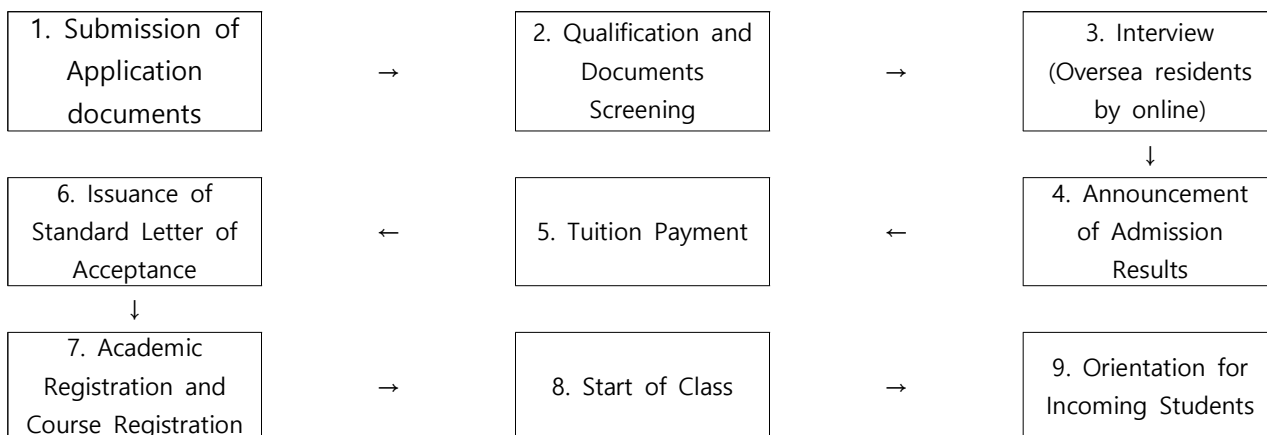 1. Submission of
Application
documents
→
2. Qualification and
Documents
Screening
→
3. Interview
(Oversea residents
by online)
↓
4. Announcement
of Admission
Results
←
5. Tuition Payment
←
6. Issuance of
Standard Letter of
Acceptance
↓
7. Academic
Registration and
Course Registration
→
8. Start of Class
→
9. Orientation for
Incoming Students